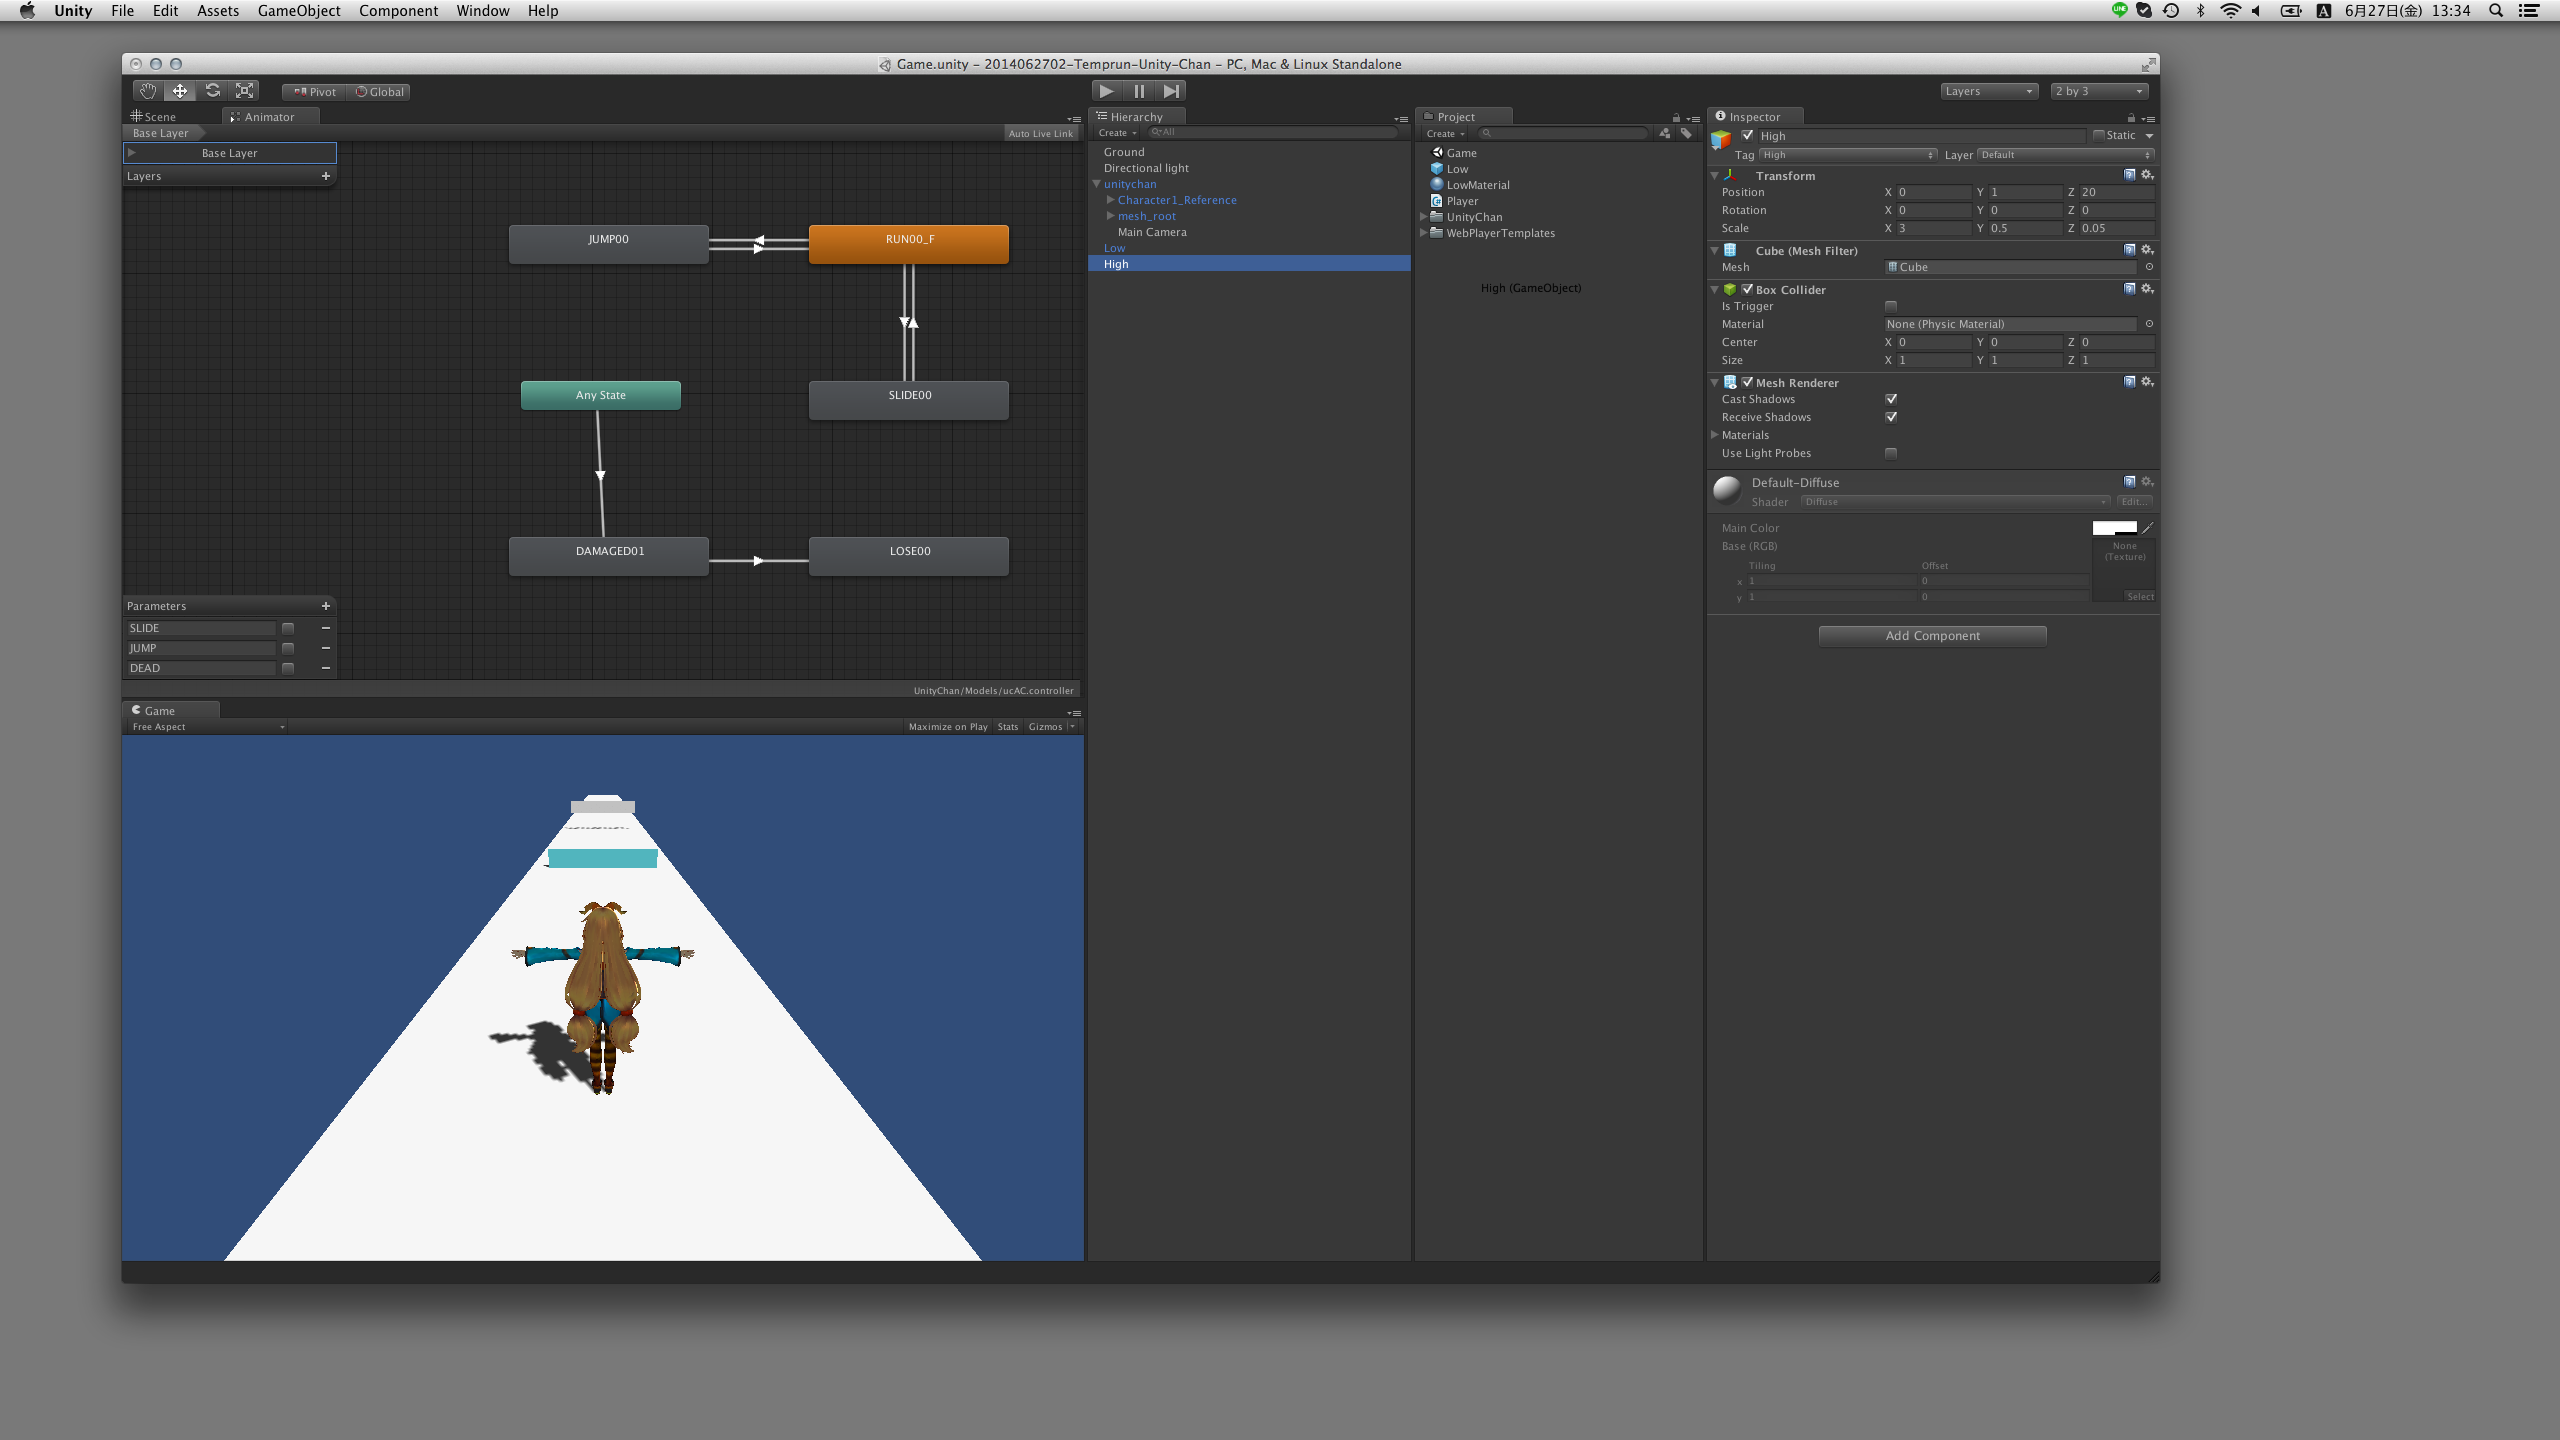 Unity File Edit Assets GameObject Component Window Help
A 6月27日(金) 13:34
Game.unity - 2014062702-Temprun-Unity-Chan - PC, Mac & Linux Standalone
Pivot Global
Layers 2 by 3
Scene Animator
Base Layer Auto Live Link
Base Layer
Layers
JUMP00 RUN00_F
Any State SLIDE00
DAMAGED01 LOSE00
Parameters
SLIDE
JUMP
DEAD
UnityChan/Models/ucAC.controller
Game
Free Aspect Maximize on Play Stats Gizmos
Hierarchy
Create All
Ground
Directional light
unitychan
Character1_Reference
mesh_root
Main Camera
Low
High
Project
Create
Game
Low
LowMaterial
Player
UnityChan
WebPlayerTemplates
High (GameObject)
Inspector
High Static
Tag High Layer Default
Transform
Position X 0 Y 1 Z 20
Rotation X 0 Y 0 Z 0
Scale X 3 Y 0.5 Z 0.05
Cube (Mesh Filter)
Mesh Cube
Box Collider
Is Trigger
Material None (Physic Material)
Center X 0 Y 0 Z 0
Size X 1 Y 1 Z 1
Mesh Renderer
Cast Shadows
Receive Shadows
Materials
Use Light Probes
Default-Diffuse
Shader Diffuse Edit...
Main Color
Base (RGB) None
(Texture)
Tiling Offset
x 1 0
y 1 0 Select
Add Component